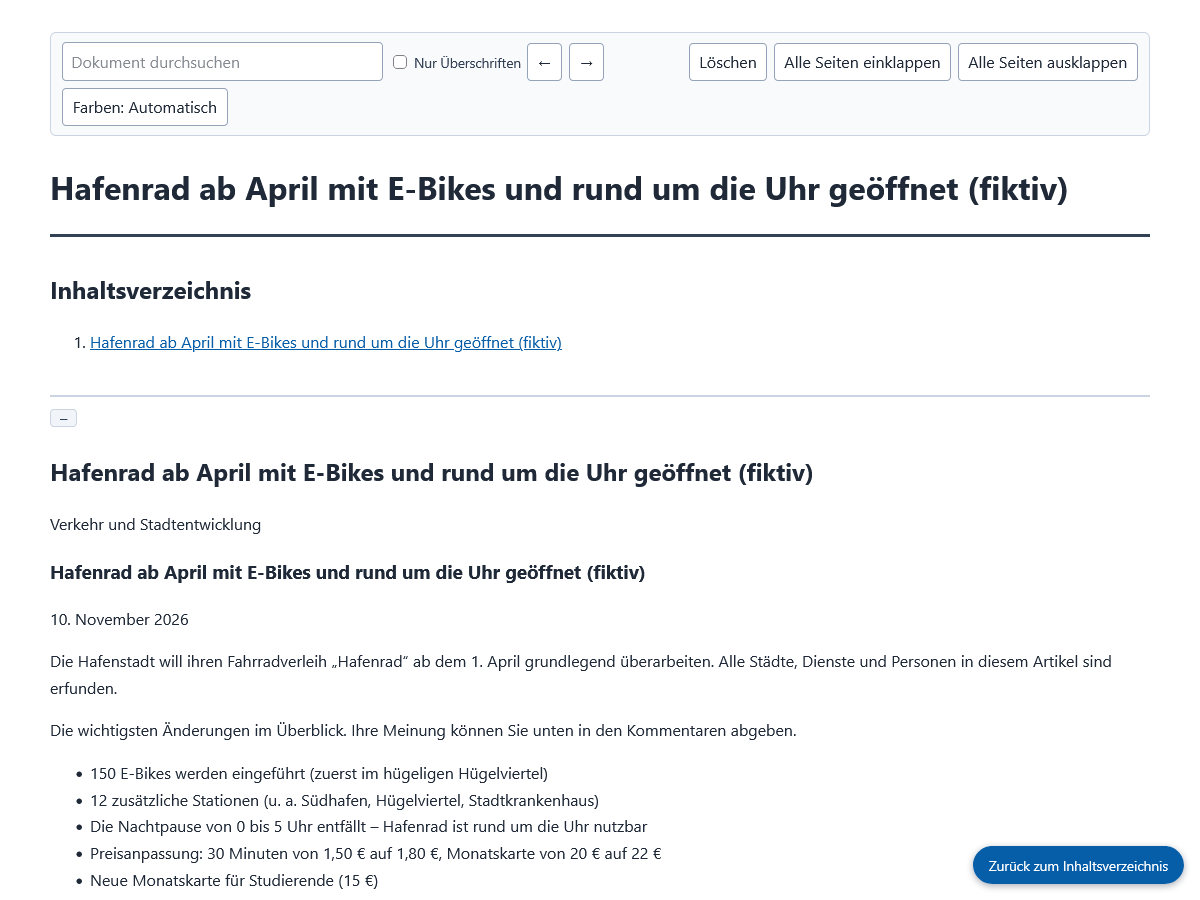 Dokument durchsuchen
Nur Überschriften
←
→
Löschen
Alle Seiten einklappen
Alle Seiten ausklappen
Farben: Automatisch
Hafenrad ab April mit E-Bikes und rund um die Uhr geöffnet (fiktiv)
Inhaltsverzeichnis
1. Hafenrad ab April mit E-Bikes und rund um die Uhr geöffnet (fiktiv)
–
Hafenrad ab April mit E-Bikes und rund um die Uhr geöffnet (fiktiv)
Verkehr und Stadtentwicklung
Hafenrad ab April mit E-Bikes und rund um die Uhr geöffnet (fiktiv)
10. November 2026
Die Hafenstadt will ihren Fahrradverleih „Hafenrad“ ab dem 1. April grundlegend überarbeiten. Alle Städte, Dienste und Personen in diesem Artikel sind
erfunden.
Die wichtigsten Änderungen im Überblick. Ihre Meinung können Sie unten in den Kommentaren abgeben.
• 150 E-Bikes werden eingeführt (zuerst im hügeligen Hügelviertel)
• 12 zusätzliche Stationen (u. a. Südhafen, Hügelviertel, Stadtkrankenhaus)
• Die Nachtpause von 0 bis 5 Uhr entfällt – Hafenrad ist rund um die Uhr nutzbar
• Preisanpassung: 30 Minuten von 1,50 € auf 1,80 €, Monatskarte von 20 € auf 22 €
• Neue Monatskarte für Studierende (15 €)
Zurück zum Inhaltsverzeichnis